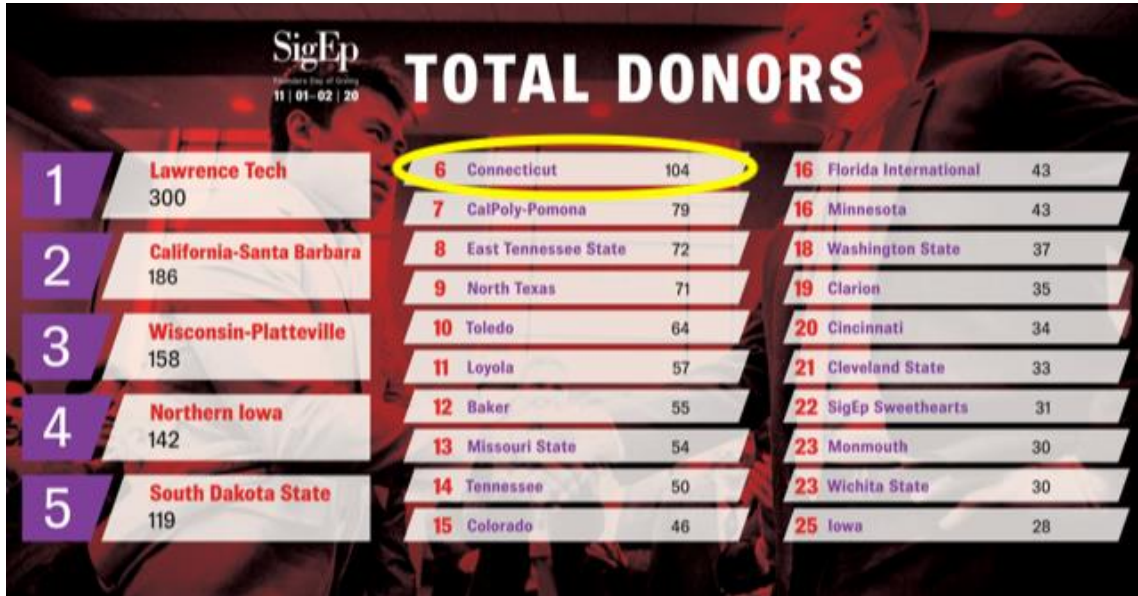 SigEp
Founders Day of Giving
11 | 01–02 | 20
TOTAL DONORS
1
Lawrence Tech
300
2
California-Santa Barbara
186
3
Wisconsin-Platteville
158
4
Northern Iowa
142
5
South Dakota State
119
6 Connecticut 104
7 CalPoly-Pomona 79
8 East Tennessee State 72
9 North Texas 71
10 Toledo 64
11 Loyola 57
12 Baker 55
13 Missouri State 54
14 Tennessee 50
15 Colorado 46
16 Florida International 43
16 Minnesota 43
18 Washington State 37
19 Clarion 35
20 Cincinnati 34
21 Cleveland State 33
22 SigEp Sweethearts 31
23 Monmouth 30
23 Wichita State 30
25 Iowa 28